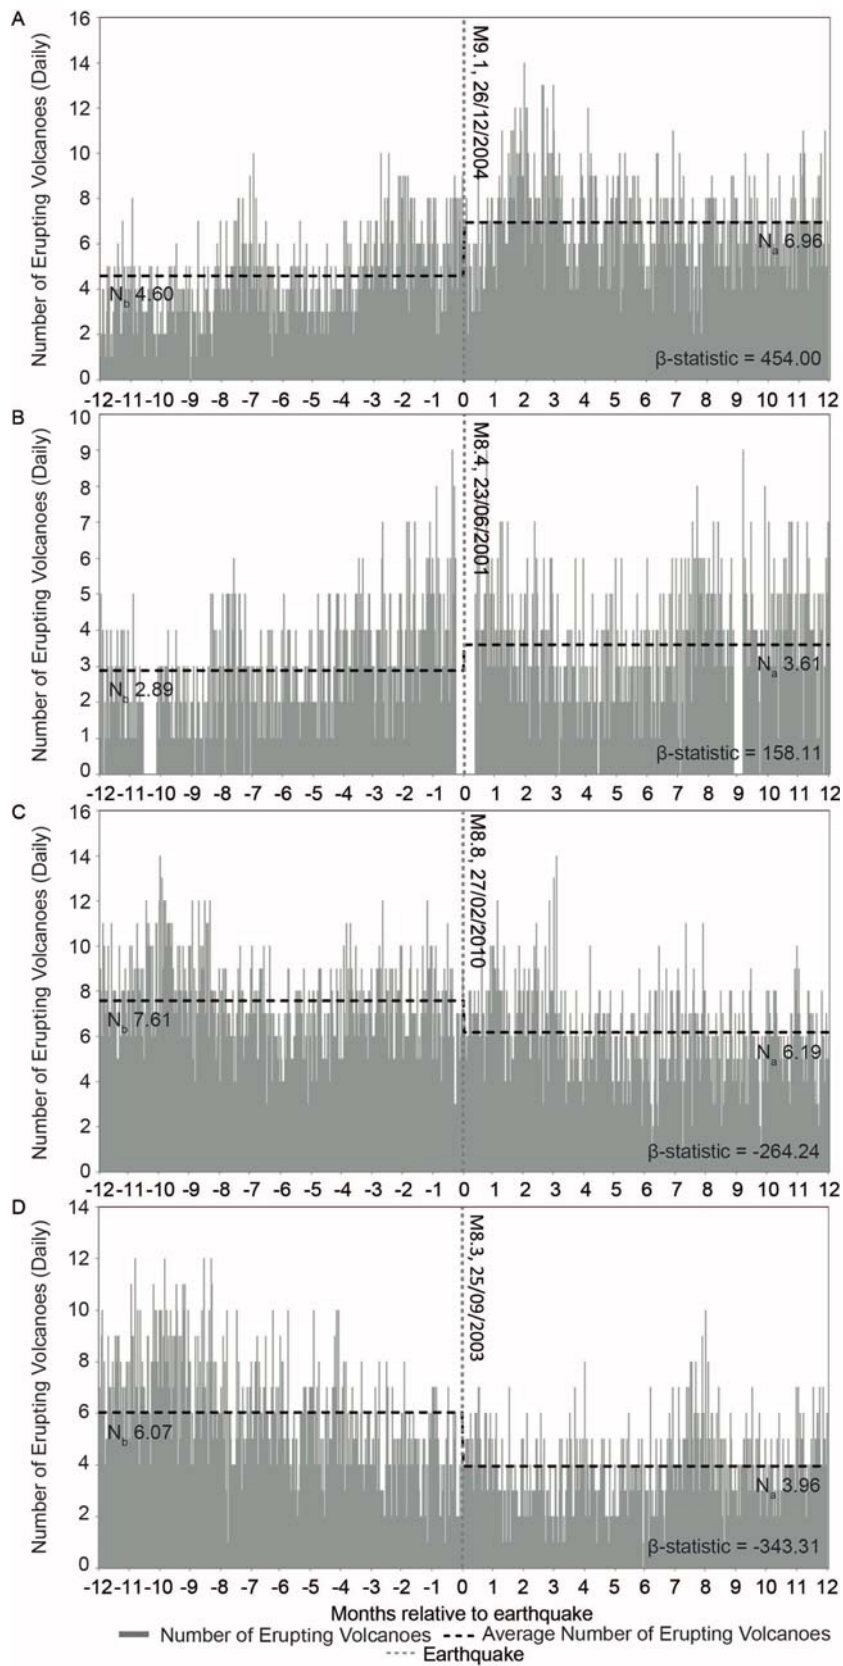 A
Number of Erupting Volcanoes (Daily)
16
14
12
10
8
6
4
2
0
M9.1, 26/12/2004
N_b 4.60
N_a 6.96
β-statistic = 454.00
-12 -11 -10 -9 -8 -7 -6 -5 -4 -3 -2 -1 0 1 2 3 4 5 6 7 8 9 10 11 12
B
Number of Erupting Volcanoes (Daily)
10
9
8
7
6
5
4
3
2
1
0
M8.4, 23/06/2001
N_b 2.89
N_a 3.61
β-statistic = 158.11
-12 -11 -10 -9 -8 -7 -6 -5 -4 -3 -2 -1 0 1 2 3 4 5 6 7 8 9 10 11 12
C
Number of Erupting Volcanoes (Daily)
16
14
12
10
8
6
4
2
0
M8.8, 27/02/2010
N_b 7.61
N_a 6.19
β-statistic = -264.24
-12 -11 -10 -9 -8 -7 -6 -5 -4 -3 -2 -1 0 1 2 3 4 5 6 7 8 9 10 11 12
D
Number of Erupting Volcanoes (Daily)
14
12
10
8
6
4
2
0
M8.3, 25/09/2003
N_b 6.07
N_a 3.96
β-statistic = -343.31
-12 -11 -10 -9 -8 -7 -6 -5 -4 -3 -2 -1 0 1 2 3 4 5 6 7 8 9 10 11 12
Months relative to earthquake
Number of Erupting Volcanoes Average Number of Erupting Volcanoes
Earthquake